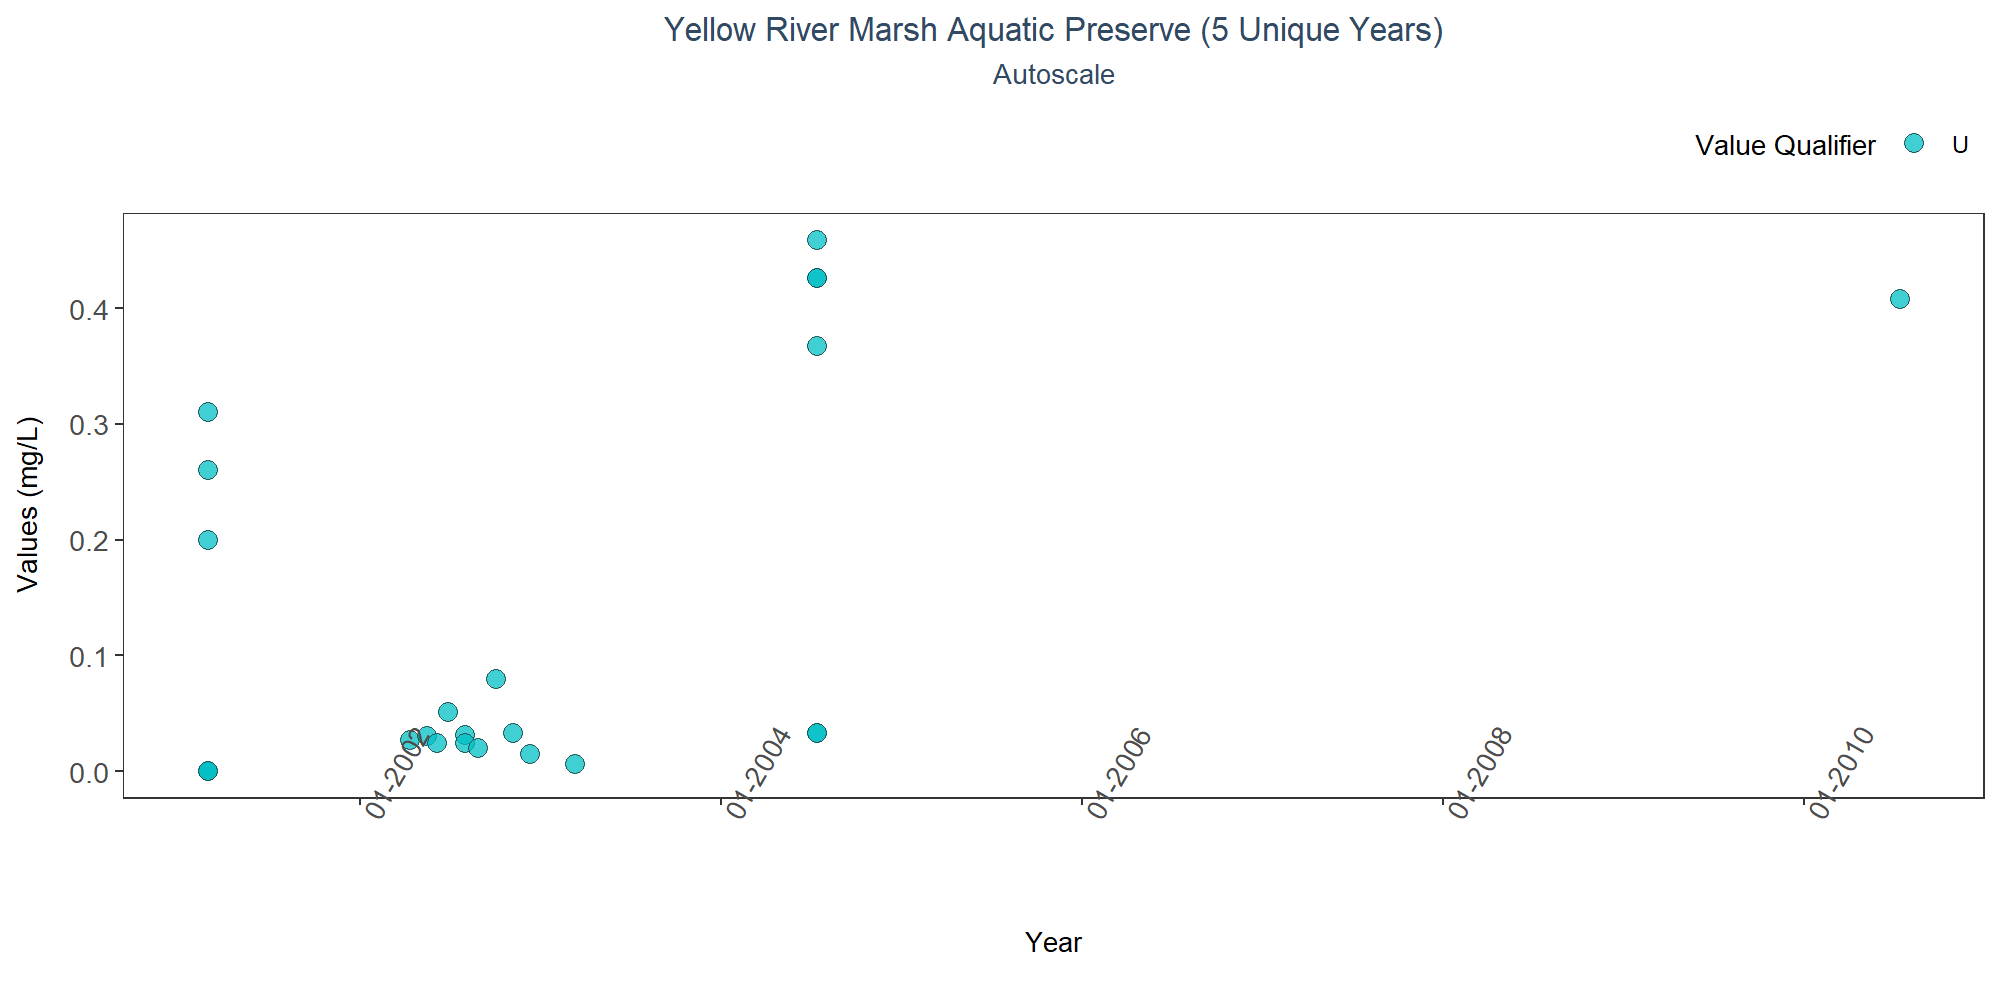 Yellow River Marsh Aquatic Preserve (5 Unique Years)
Autoscale
Value Qualifier U
Values (mg/L)
0.4
0.3
0.2
0.1
0.0
01-2002 01-2004 01-2006 01-2008 01-2010
Year